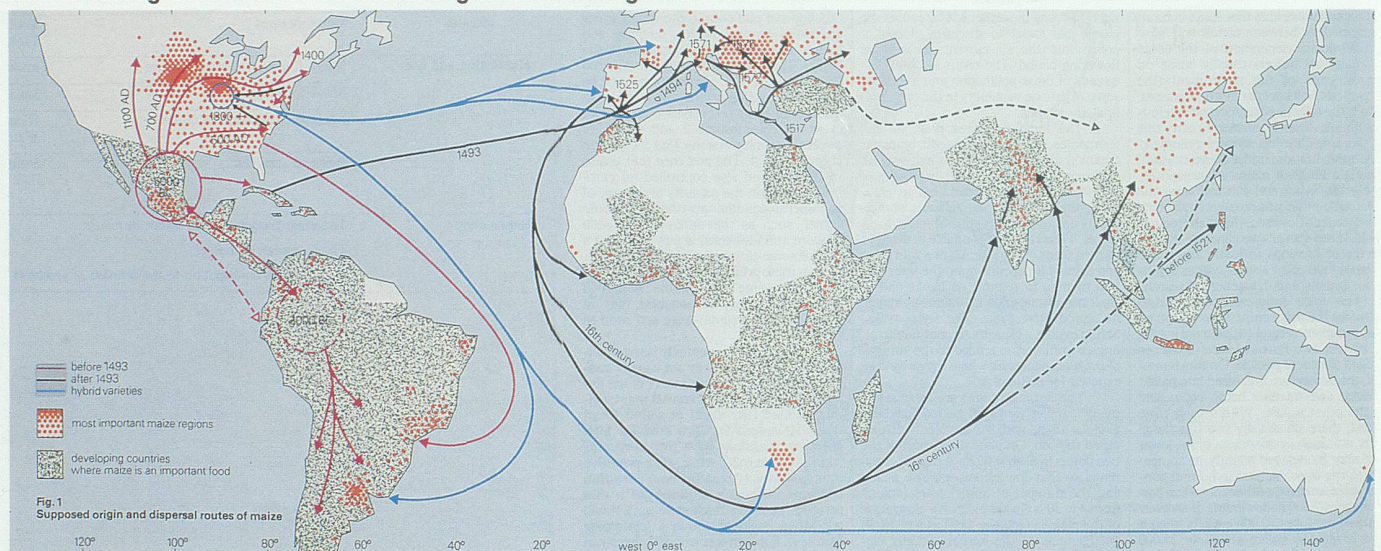 1400
1571
1525
1494
1517
1100 AD
700 AD
1800 +
1493
before 1521
16th century
16th century
before 1493
after 1493
hybrid varieties
most important maize regions
developing countries
where maize is an important food
Fig. 1
Supposed origin and dispersal routes of maize
120° 100° 80° 60° 40° 20° west 0° east 20° 40° 60° 80° 100° 120° 140°